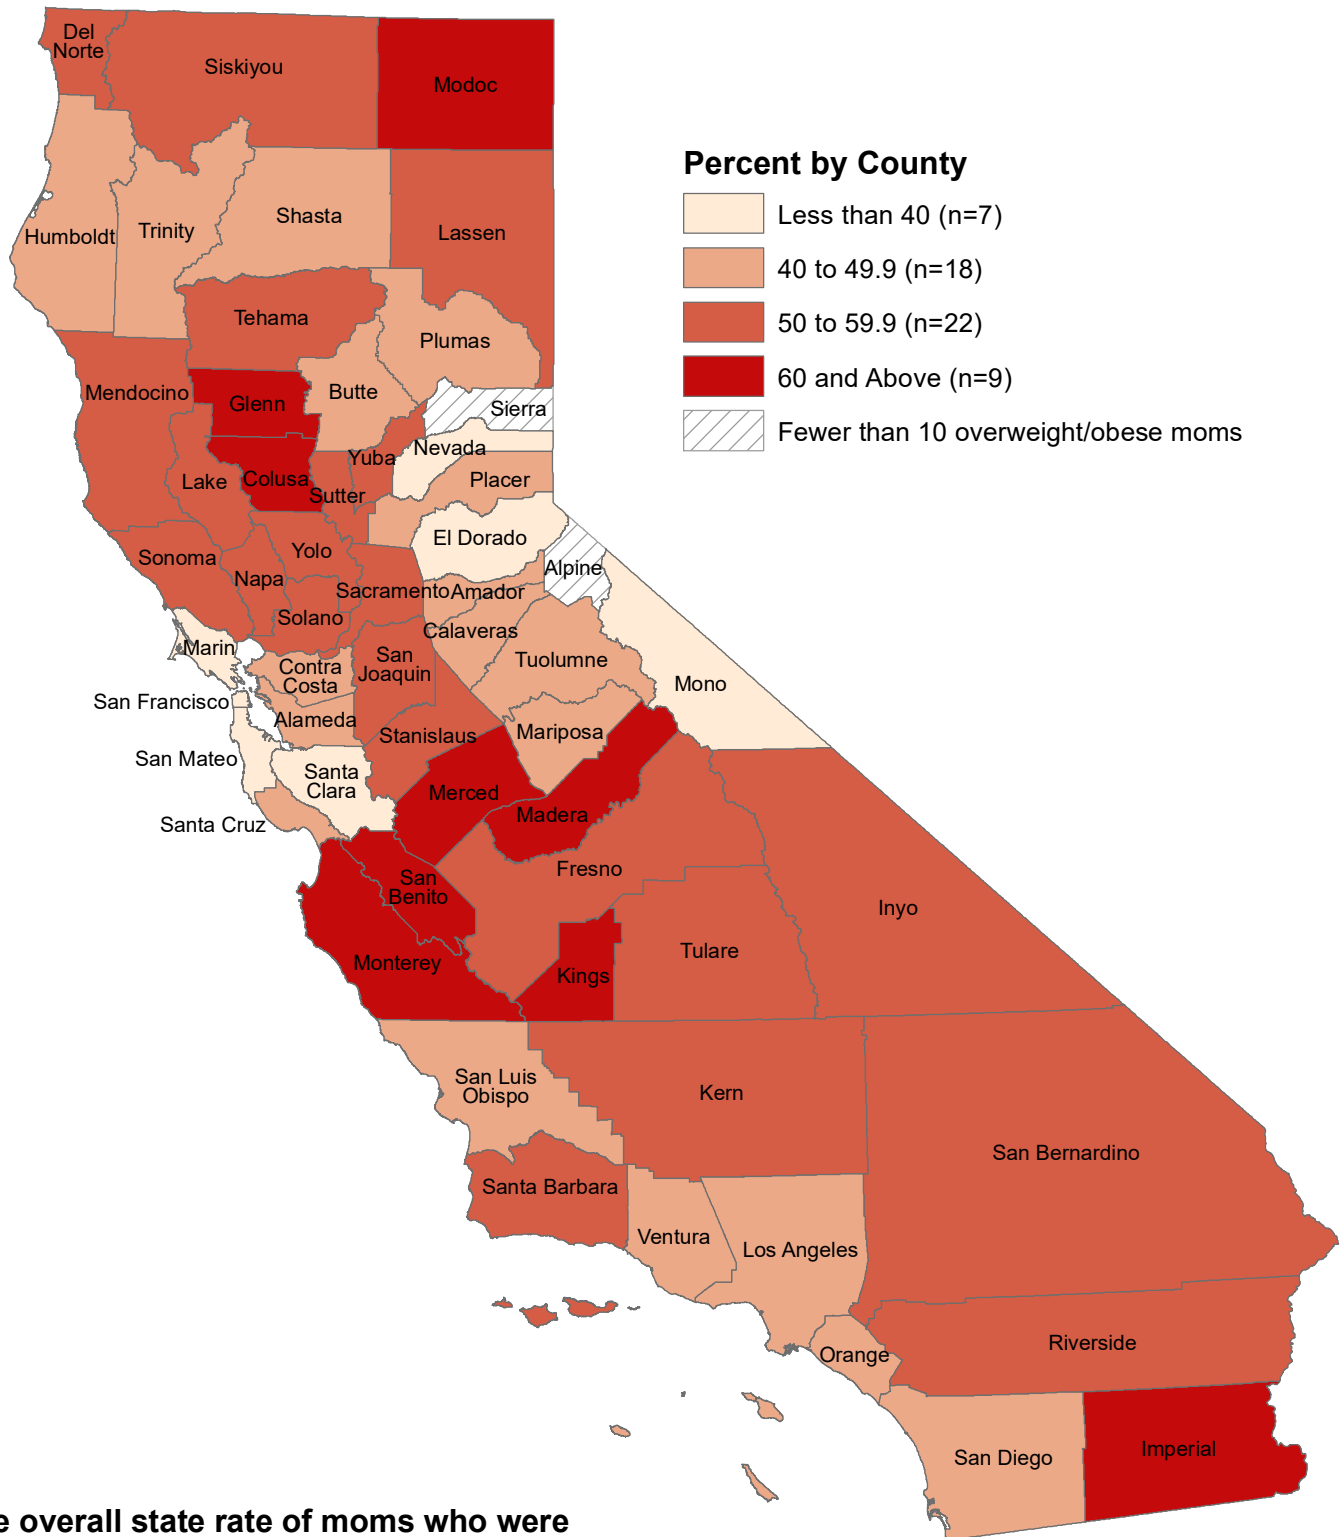 Del
Norte
Siskiyou
Modoc
Percent by County
Less than 40 (n=7)
40 to 49.9 (n=18)
50 to 59.9 (n=22)
60 and Above (n=9)
Fewer than 10 overweight/obese moms
Humboldt
Trinity
Shasta
Lassen
Tehama
Plumas
Mendocino
Glenn
Butte
Sierra
Nevada
Yuba
Placer
Lake
Colusa
Sutter
El Dorado
Sonoma
Yolo
Alpine
Napa
Sacramento
Amador
Solano
Calaveras
Marin
Contra
Costa
San
Joaquin
Tuolumne
Mono
San Francisco
Alameda
Stanislaus
Mariposa
San Mateo
Santa
Clara
Merced
Madera
Santa Cruz
Fresno
San
Benito
Inyo
Monterey
Kings
Tulare
San Luis
Obispo
Kern
San Bernardino
Santa Barbara
Ventura
Los Angeles
Riverside
Orange
San Diego
Imperial
e overall state rate of moms who were